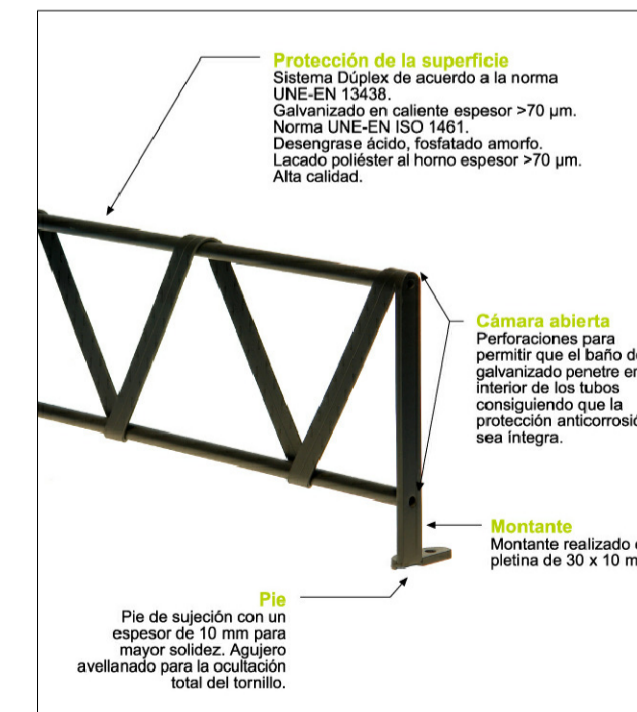 Protección de la superficie
Sistema Dúplex de acuerdo a la norma
UNE-EN 13438.
Galvanizado en caliente espesor >70 µm.
Norma UNE-EN ISO 1461.
Desengrase ácido, fosfatado amorfo.
Lacado poliéster al horno espesor >70 µm.
Alta calidad.
Cámara abierta
Perforaciones para
permitir que el baño d
galvanizado penetre e
interior de los tubos
consiguiendo que la
protección anticorrosi
sea íntegra.
Montante
Montante realizado
pletina de 30 x 10 m
Pie
Pie de sujeción con un
espesor de 10 mm para
mayor solidez. Agujero
avellanado para la ocultación
total del tornillo.